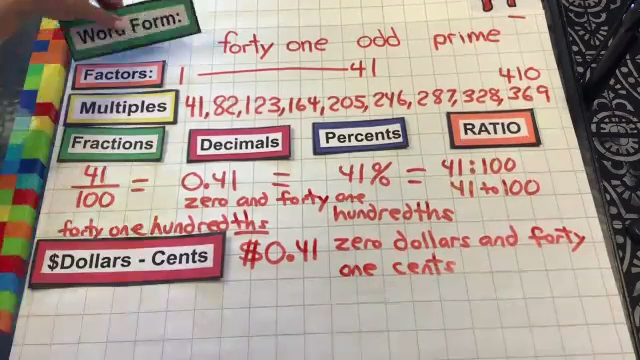 Word Form:
forty one odd prime
Factors: 1 41
410
Multiples 41,82,123,164,205,246,287,328,369
Fractions Decimals Percents RATIO
41/100 = 0.41 = 41% = 41:100
41 to 100
zero and forty one hundredths
forty one hundredths
$Dollars - Cents $0.41 zero dollars and forty
one cents